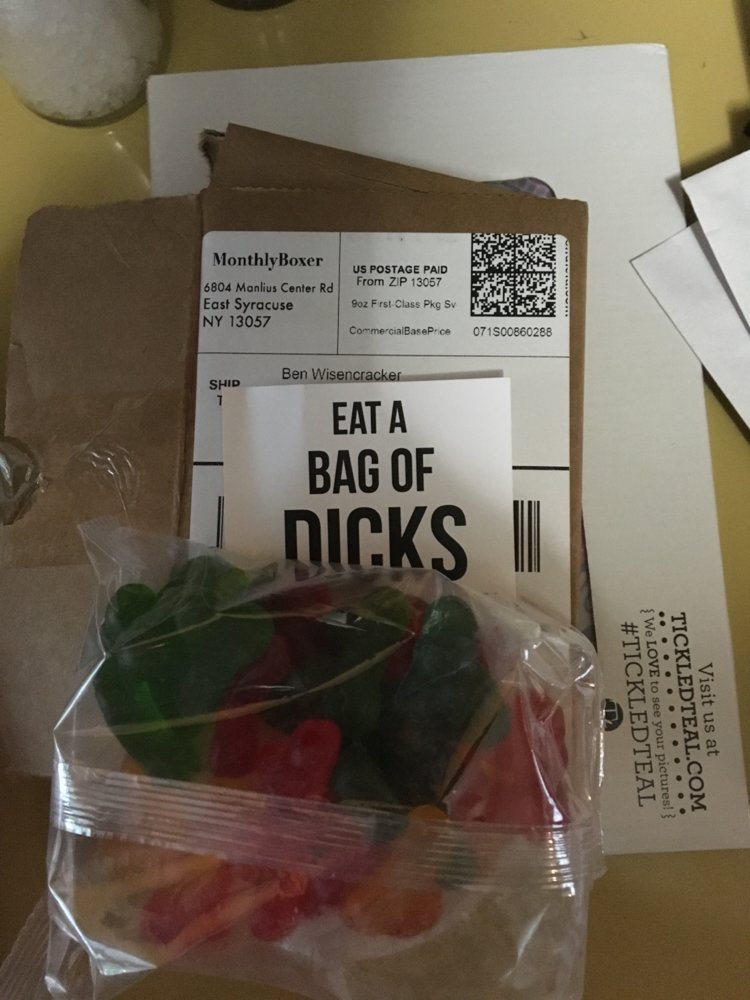 MonthlyBoxer
6804 Manlius Center Rd
East Syracuse
NY 13057
US POSTAGE PAID
From ZIP 13057
9oz First-Class Pkg Sv
CommercialBasePrice
071S00860288
SHIP
Ben Wisencracker
EAT A
BAG OF
DICKS
Visit us at
TICKLEDTEAL.COM
{ We LOVE to see your pictures! }
#TICKLEDTEAL